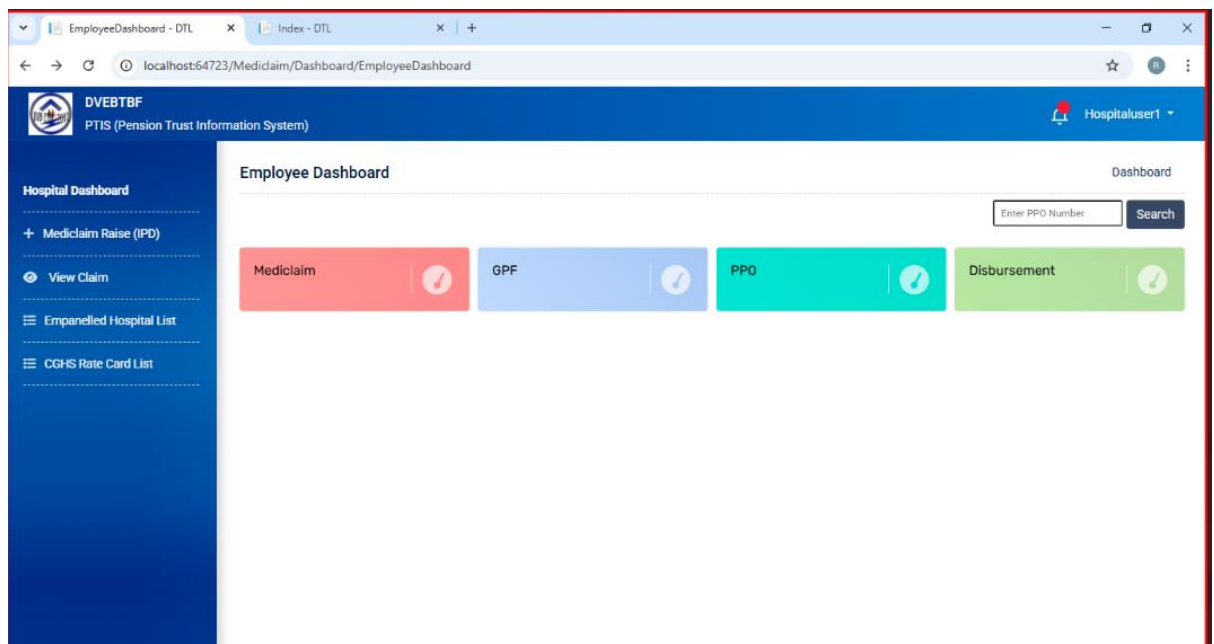 EmployeeDashboard - DTL
Index - DTL
localhost:64723/Mediclaim/Dashboard/EmployeeDashboard
R
DVEBTBF
PTIS (Pension Trust Information System)
Hospitaluser1
Hospital Dashboard
Mediclaim Raise (IPD)
View Claim
Empanelled Hospital List
CGHS Rate Card List
Employee Dashboard
Dashboard
Enter PPO Number
Search
Mediclaim
GPF
PPO
Disbursement